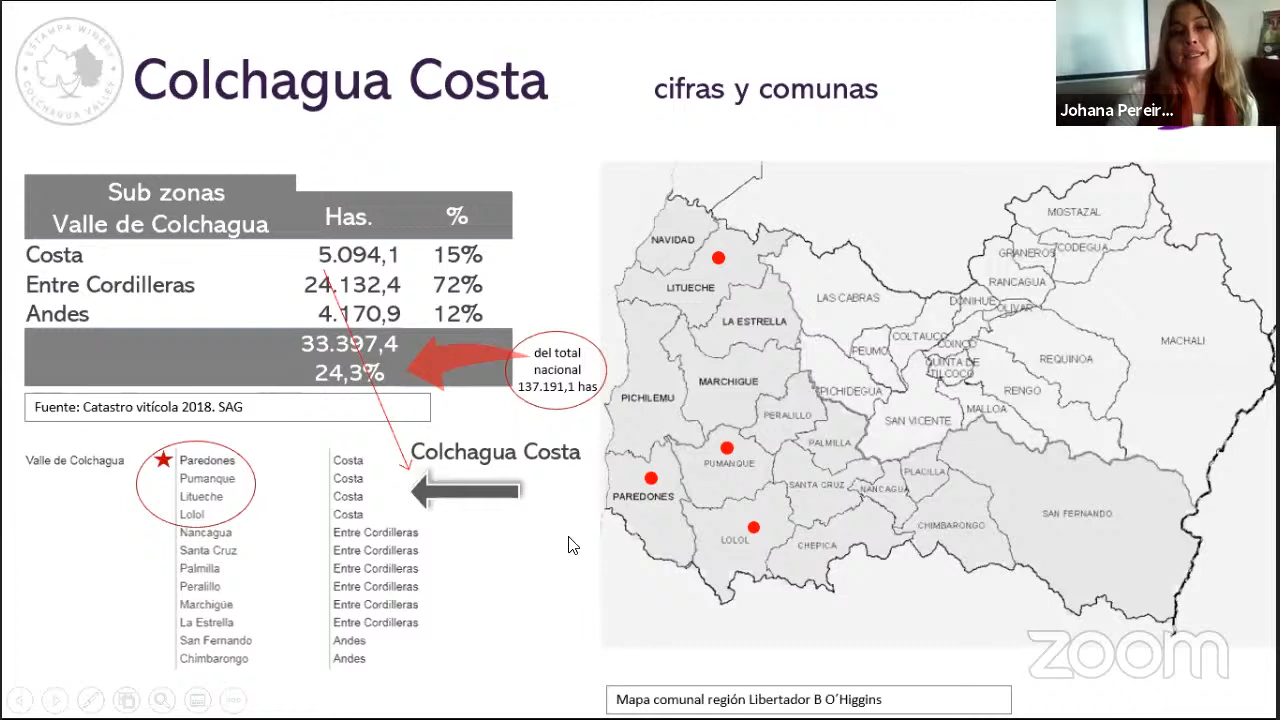 ESTAMPA WINERY
COLCHAGUA VALLEY
Colchagua Costa
cifras y comunas
Johana Pereir...
Sub zonas
Valle de Colchagua Has. %
Costa 5.094,1 15%
Entre Cordilleras 24.132,4 72%
Andes 4.170,9 12%
33.397,4
24,3%
del total
nacional
137.191,1 has
Fuente: Catastro vitícola 2018. SAG
Colchagua Costa
Valle de Colchagua Paredones Costa
Pumanque Costa
Litueche Costa
Lolol Costa
Nancagua Entre Cordilleras
Santa Cruz Entre Cordilleras
Palmilla Entre Cordilleras
Peralillo Entre Cordilleras
Marchigüe Entre Cordilleras
La Estrella Entre Cordilleras
San Fernando Andes
Chimbarongo Andes
MOSTAZAL
NAVIDAD
GRANEROS
CODEGUA
RANCAGUA
LITUECHE
LAS CABRAS
DOÑIHUE
OLIVAR
LA ESTRELLA
COLTAUCO
COINCO
MACHALI
PEUMO
QUINTA DE
TILCOCO
REQUINOA
MARCHIGUE
PICHIDEGUA
RENGO
PICHILEMU
PERALILLO
SAN VICENTE
MALLOA
PALMILLA
PUMANQUE
PLACILLA
PAREDONES
SANTA CRUZ
NANCAGUA
SAN FERNANDO
CHIMBARONGO
LOLOL
CHEPICA
zoom
Mapa comunal región Libertador B O´Higgins